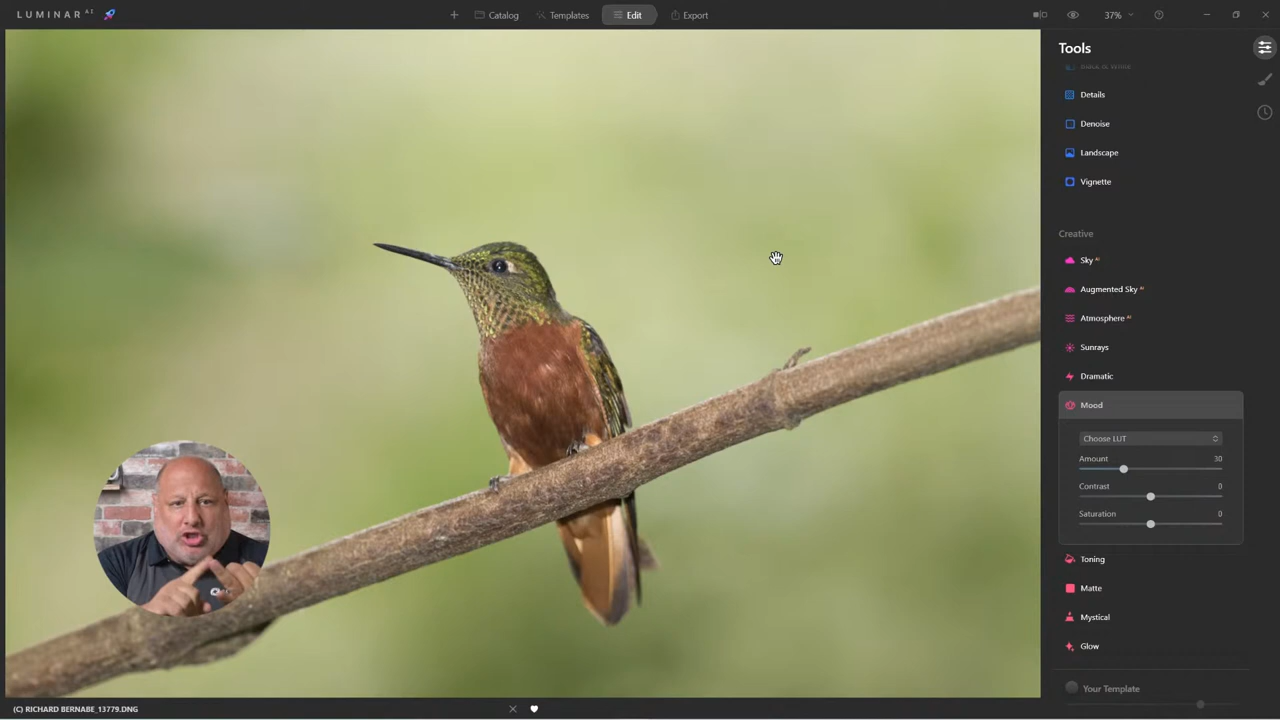 LUMINAR AI
Catalog
Templates
Edit
Export
37%
Tools
Black & White
Details
Denoise
Landscape
Vignette
Creative
Sky AI
Augmented Sky AI
Atmosphere AI
Sunrays
Dramatic
Mood
Choose LUT
Amount 30
Contrast 0
Saturation 0
Toning
Matte
Mystical
Glow
Your Template
(C) RICHARD BERNABE_13779.DNG